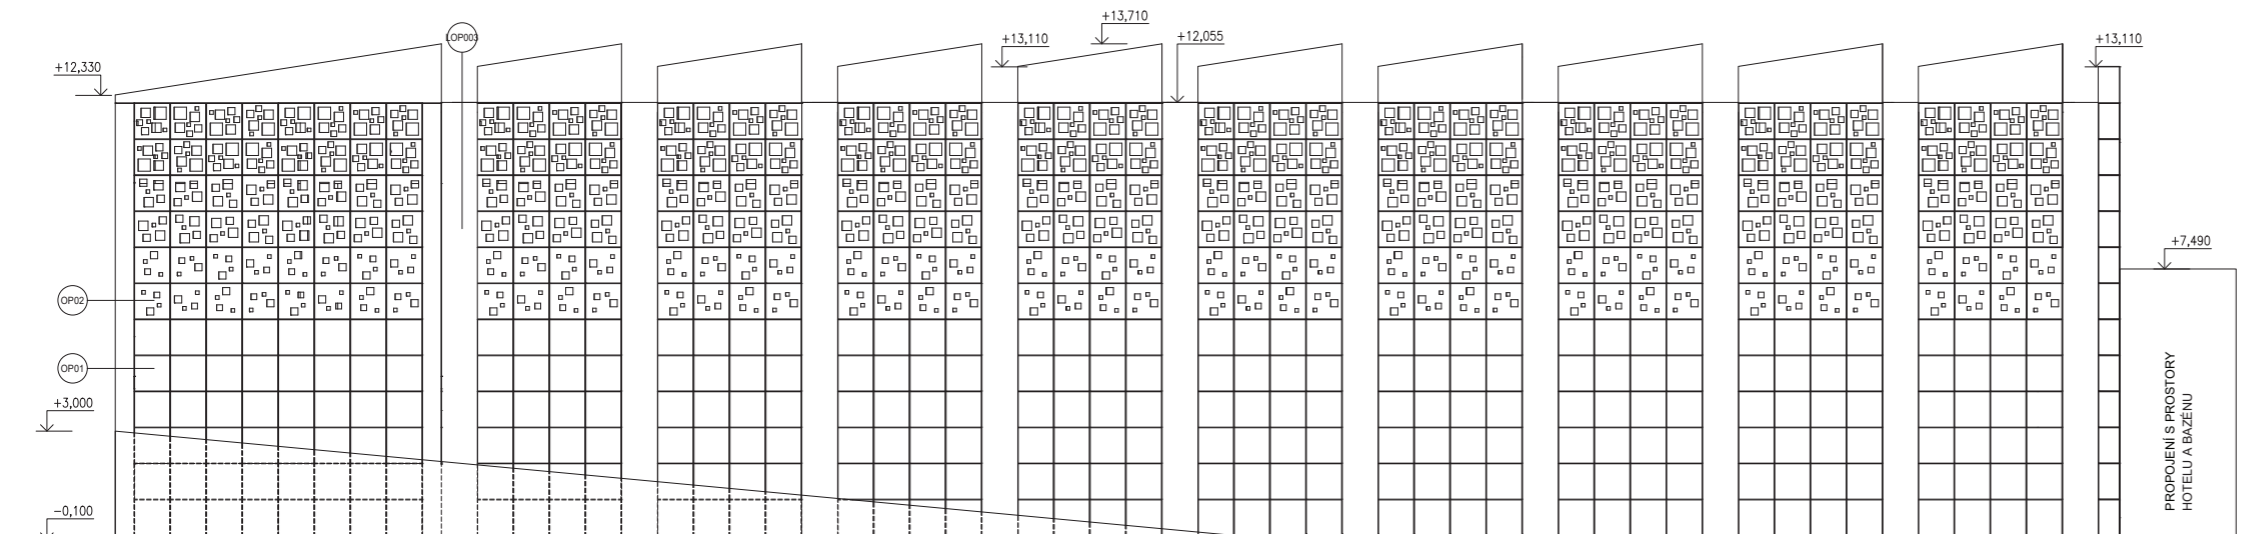 +13,710
LOP003
+13,110
+12,055
+13,110
+12,330
+7,490
OP02
OP01
+3,000
PROPOJENÍ S PROSTORY
HOTELU A BAZÉNU
-0,100